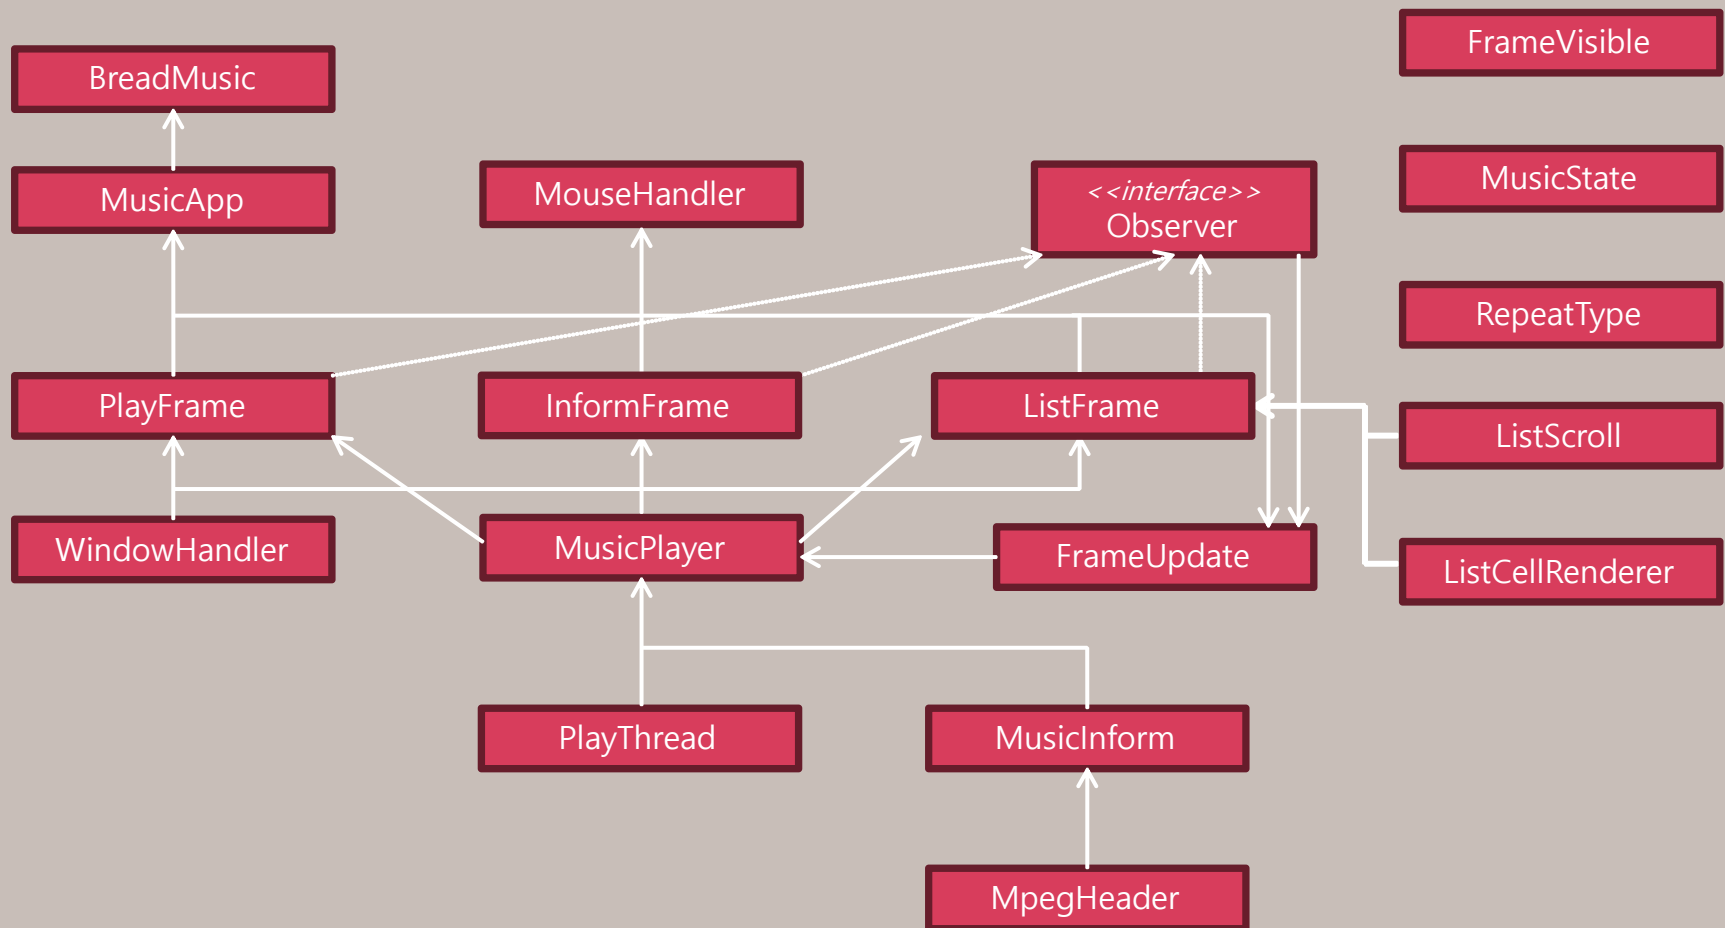 FrameVisible
BreadMusic
MusicApp
MouseHandler
<<interface>>
Observer
MusicState
RepeatType
PlayFrame
InformFrame
ListFrame
ListScroll
WindowHandler
MusicPlayer
FrameUpdate
ListCellRenderer
PlayThread
MusicInform
MpegHeader